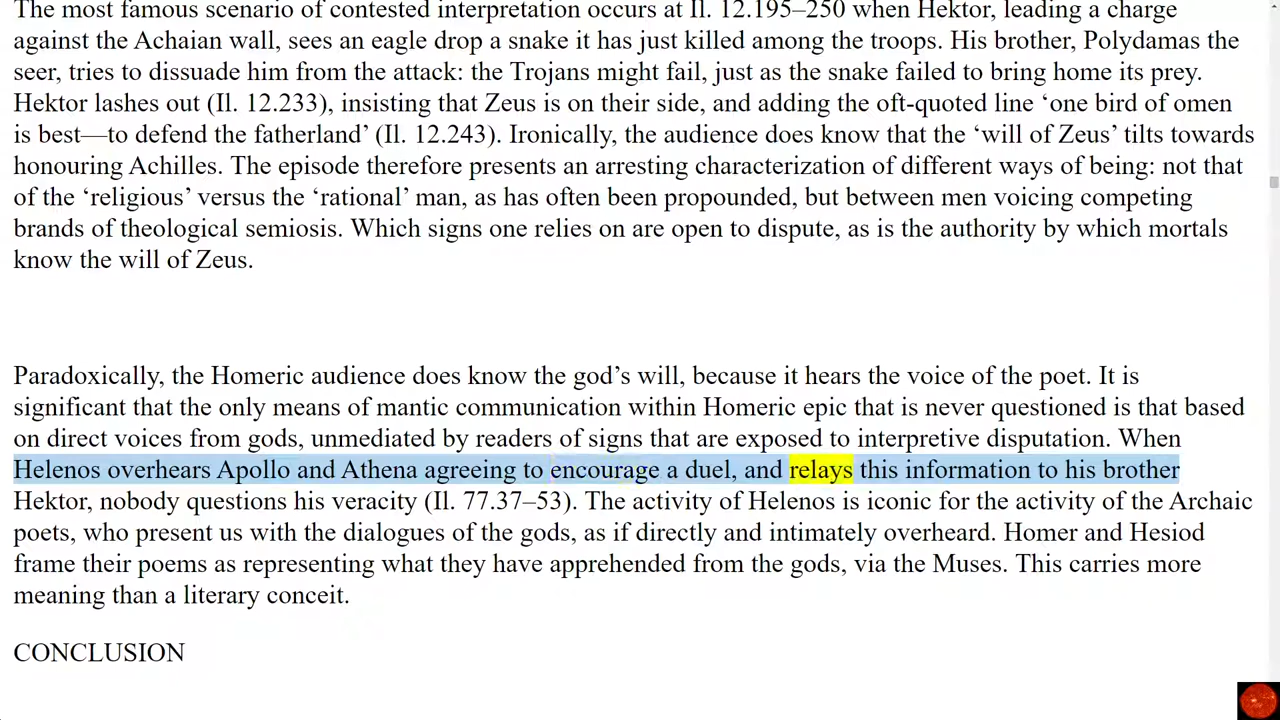 The most famous scenario of contested interpretation occurs at Il. 12.195–250 when Hektor, leading a charge
against the Achaian wall, sees an eagle drop a snake it has just killed among the troops. His brother, Polydamas the
seer, tries to dissuade him from the attack: the Trojans might fail, just as the snake failed to bring home its prey.
Hektor lashes out (Il. 12.233), insisting that Zeus is on their side, and adding the oft-quoted line ‘one bird of omen
is best—to defend the fatherland’ (Il. 12.243). Ironically, the audience does know that the ‘will of Zeus’ tilts towards
honouring Achilles. The episode therefore presents an arresting characterization of different ways of being: not that
of the ‘religious’ versus the ‘rational’ man, as has often been propounded, but between men voicing competing
brands of theological semiosis. Which signs one relies on are open to dispute, as is the authority by which mortals
know the will of Zeus.
Paradoxically, the Homeric audience does know the god’s will, because it hears the voice of the poet. It is
significant that the only means of mantic communication within Homeric epic that is never questioned is that based
on direct voices from gods, unmediated by readers of signs that are exposed to interpretive disputation. When
Helenos overhears Apollo and Athena agreeing to encourage a duel, and relays this information to his brother
Hektor, nobody questions his veracity (Il. 77.37–53). The activity of Helenos is iconic for the activity of the Archaic
poets, who present us with the dialogues of the gods, as if directly and intimately overheard. Homer and Hesiod
frame their poems as representing what they have apprehended from the gods, via the Muses. This carries more
meaning than a literary conceit.
CONCLUSION